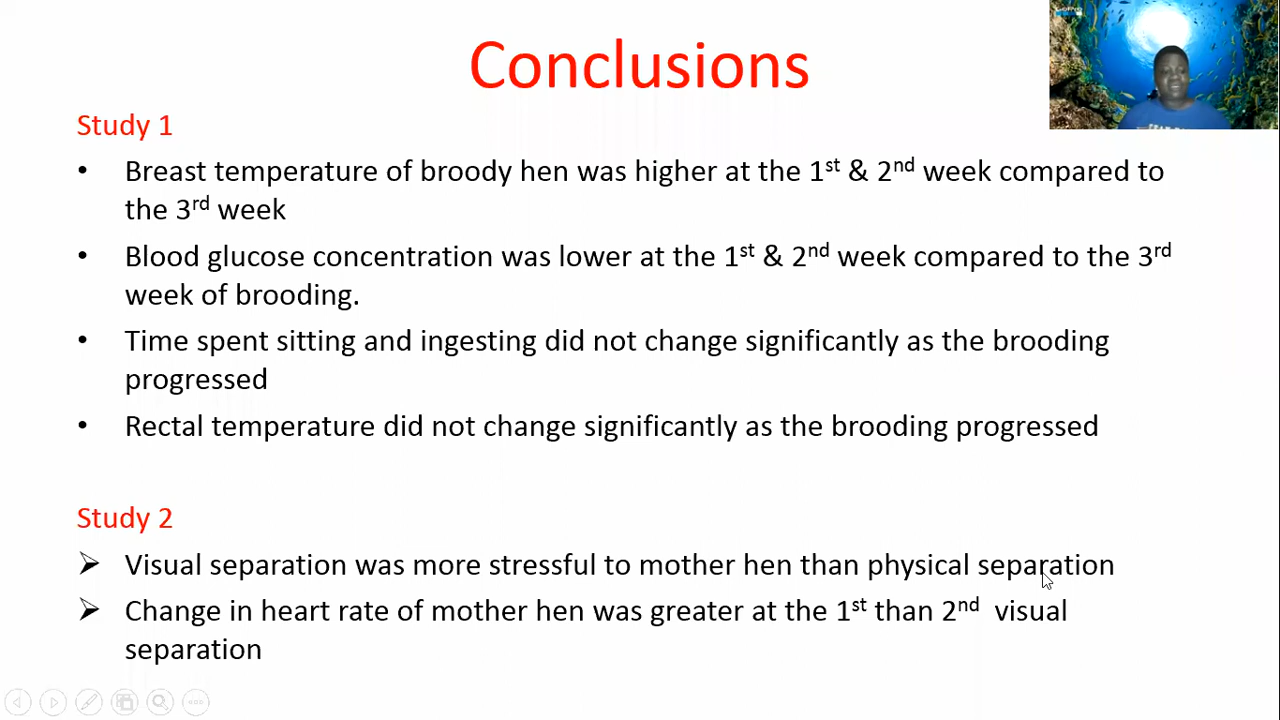 Conclusions
Study 1
• Breast temperature of broody hen was higher at the 1st & 2nd week compared to
the 3rd week
• Blood glucose concentration was lower at the 1st & 2nd week compared to the 3rd
week of brooding.
• Time spent sitting and ingesting did not change significantly as the brooding
progressed
• Rectal temperature did not change significantly as the brooding progressed
Study 2
➢ Visual separation was more stressful to mother hen than physical separation
➢ Change in heart rate of mother hen was greater at the 1st than 2nd visual
separation